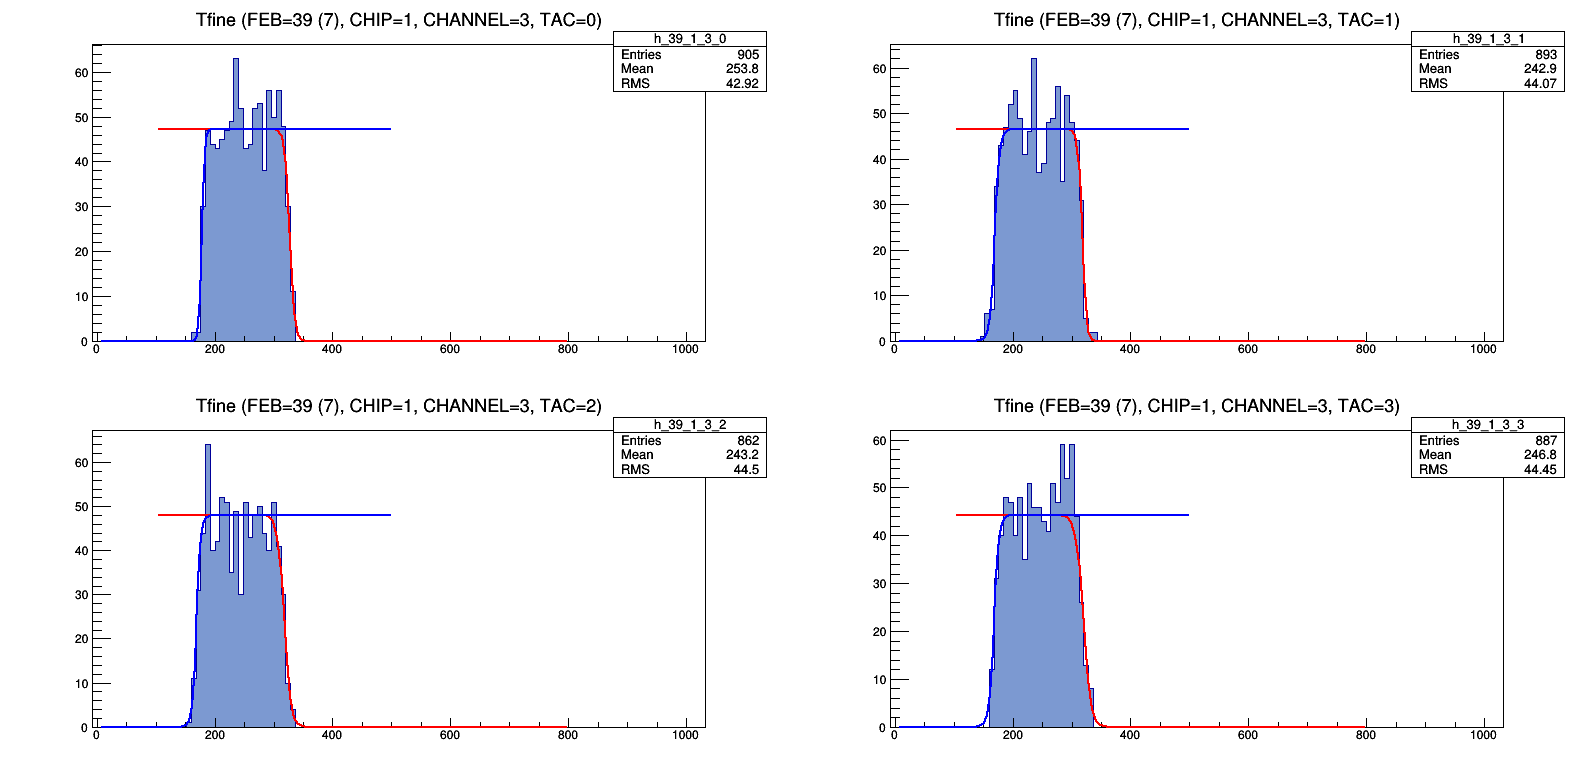 Tfine (FEB=39 (7), CHIP=1, CHANNEL=3, TAC=0)
h_39_1_3_0
Entries 905
Mean 253.8
RMS 42.92
60
50
40
30
20
10
0
0 200 400 600 800 1000
Tfine (FEB=39 (7), CHIP=1, CHANNEL=3, TAC=1)
h_39_1_3_1
Entries 893
Mean 242.9
RMS 44.07
60
50
40
30
20
10
0
0 200 400 600 800 1000
Tfine (FEB=39 (7), CHIP=1, CHANNEL=3, TAC=2)
h_39_1_3_2
Entries 862
Mean 243.2
RMS 44.5
60
50
40
30
20
10
0
0 200 400 600 800 1000
Tfine (FEB=39 (7), CHIP=1, CHANNEL=3, TAC=3)
h_39_1_3_3
Entries 887
Mean 246.8
RMS 44.45
60
50
40
30
20
10
0
0 200 400 600 800 1000